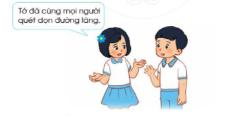 Tớ đã cùng mọi người
quét dọn đường làng.